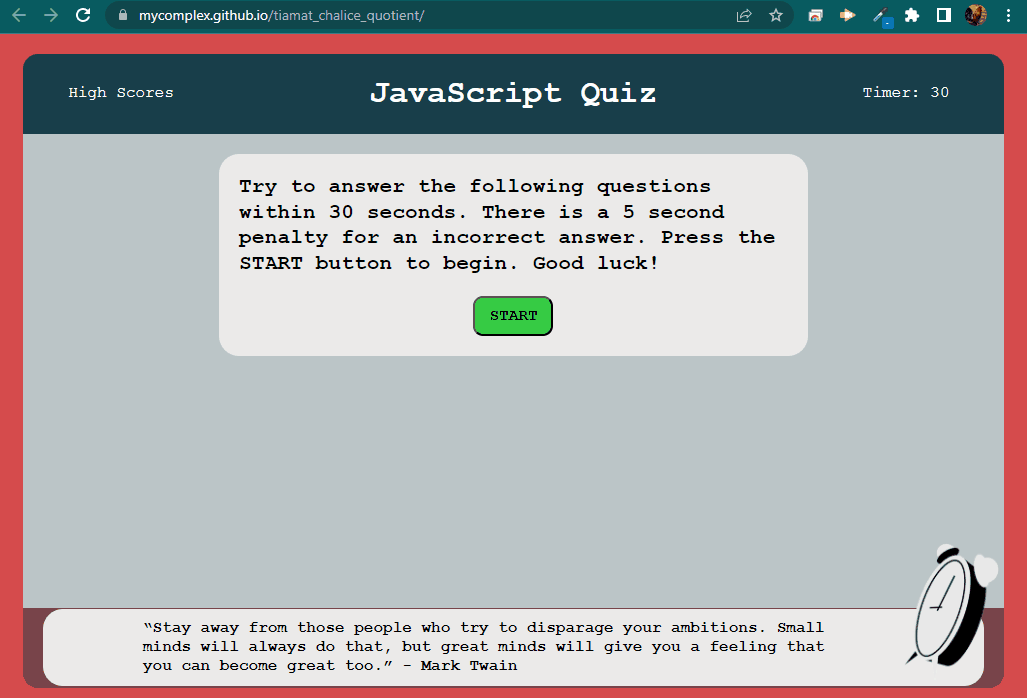 mycomplex.github.io/tiamat_chalice_quotient/
High Scores
JavaScript Quiz
Timer: 30
Try to answer the following questions
within 30 seconds. There is a 5 second
penalty for an incorrect answer. Press the
START button to begin. Good luck!
START
“Stay away from those people who try to disparage your ambitions. Small
minds will always do that, but great minds will give you a feeling that
you can become great too.” - Mark Twain